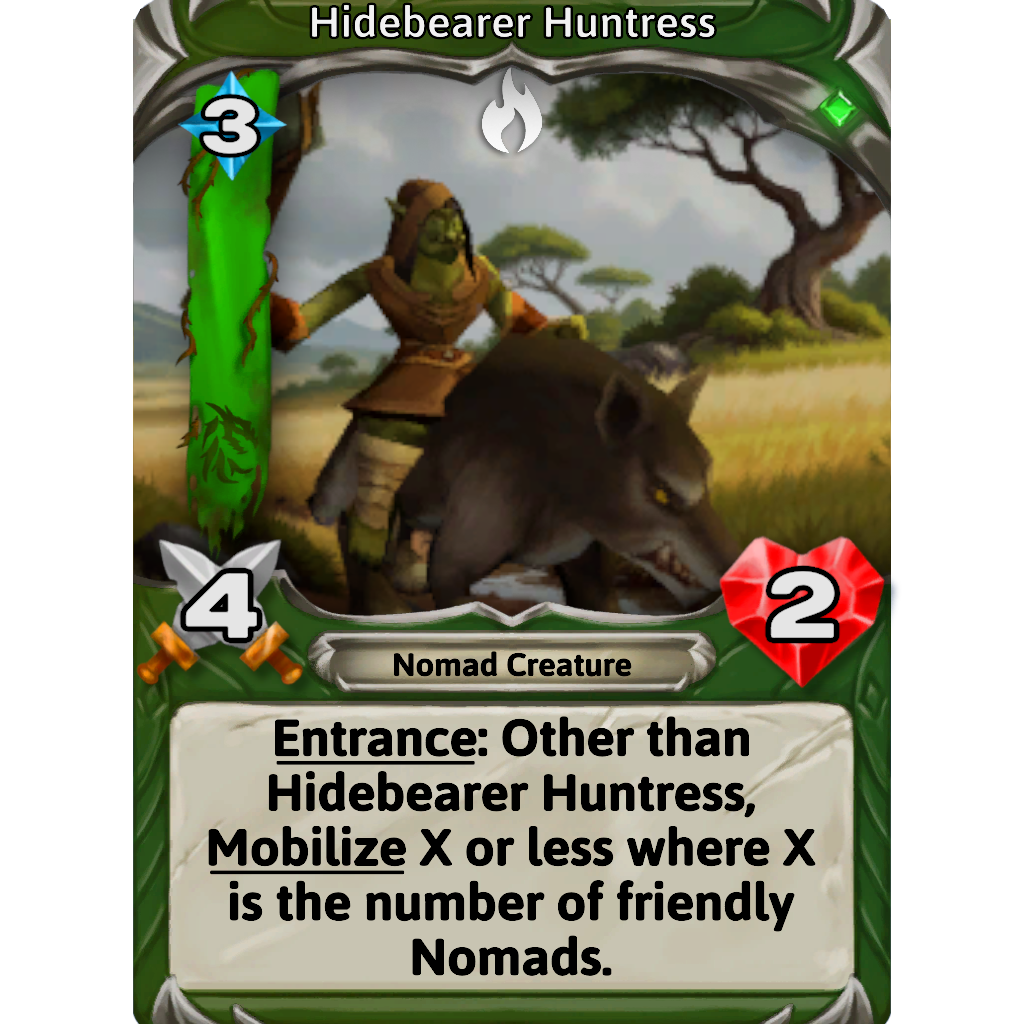 Hidebearer Huntress
3
4
2
Nomad Creature
Entrance: Other than
Hidebearer Huntress,
Mobilize X or less where X
is the number of friendly
Nomads.